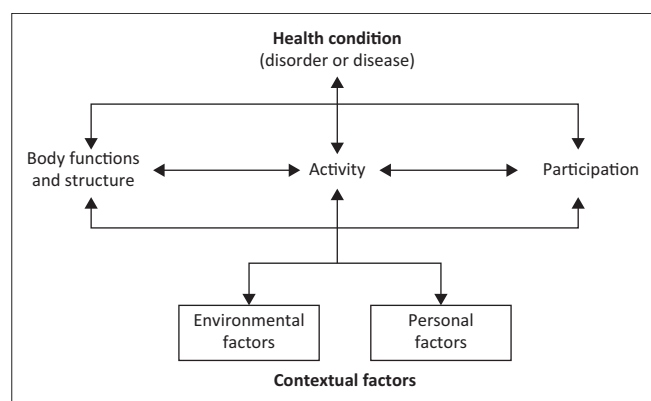 Health condition
(disorder or disease)
Body functions
and structure
Activity
Participation
Environmental
factors
Personal
factors
Contextual factors